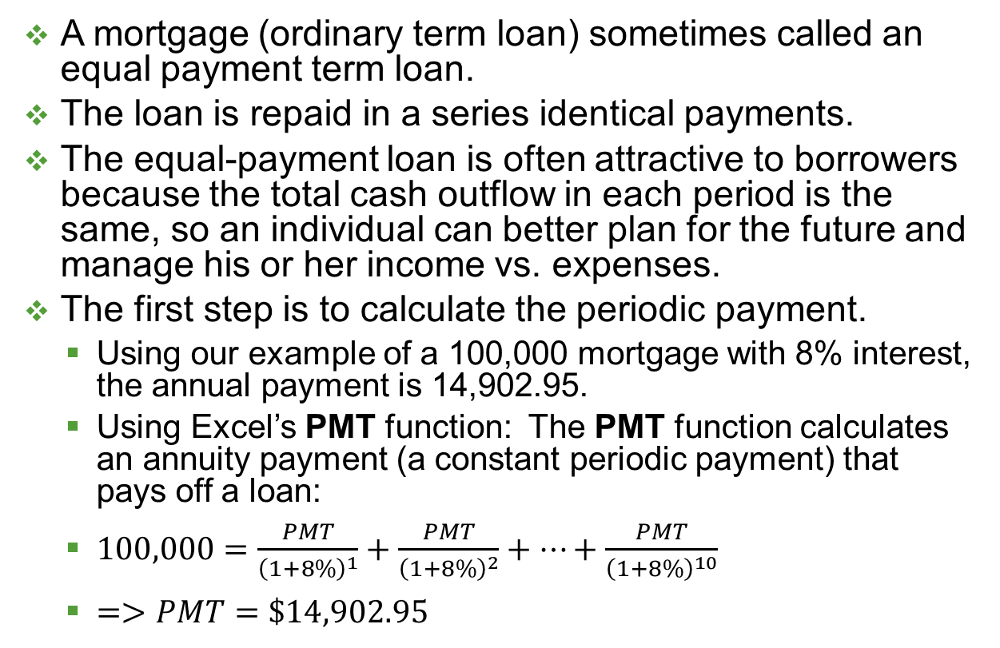 ❖ A mortgage (ordinary term loan) sometimes called an
equal payment term loan.
❖ The loan is repaid in a series identical payments.
❖ The equal-payment loan is often attractive to borrowers
because the total cash outflow in each period is the
same, so an individual can better plan for the future and
manage his or her income vs. expenses.
❖ The first step is to calculate the periodic payment.
▪ Using our example of a 100,000 mortgage with 8% interest,
the annual payment is 14,902.95.
▪ Using Excel’s PMT function:  The PMT function calculates
an annuity payment (a constant periodic payment) that
pays off a loan:
▪ 100,000 = PMT/(1+8%)^1 + PMT/(1+8%)^2 + ⋯ + PMT/(1+8%)^10
▪ => PMT = $14,902.95